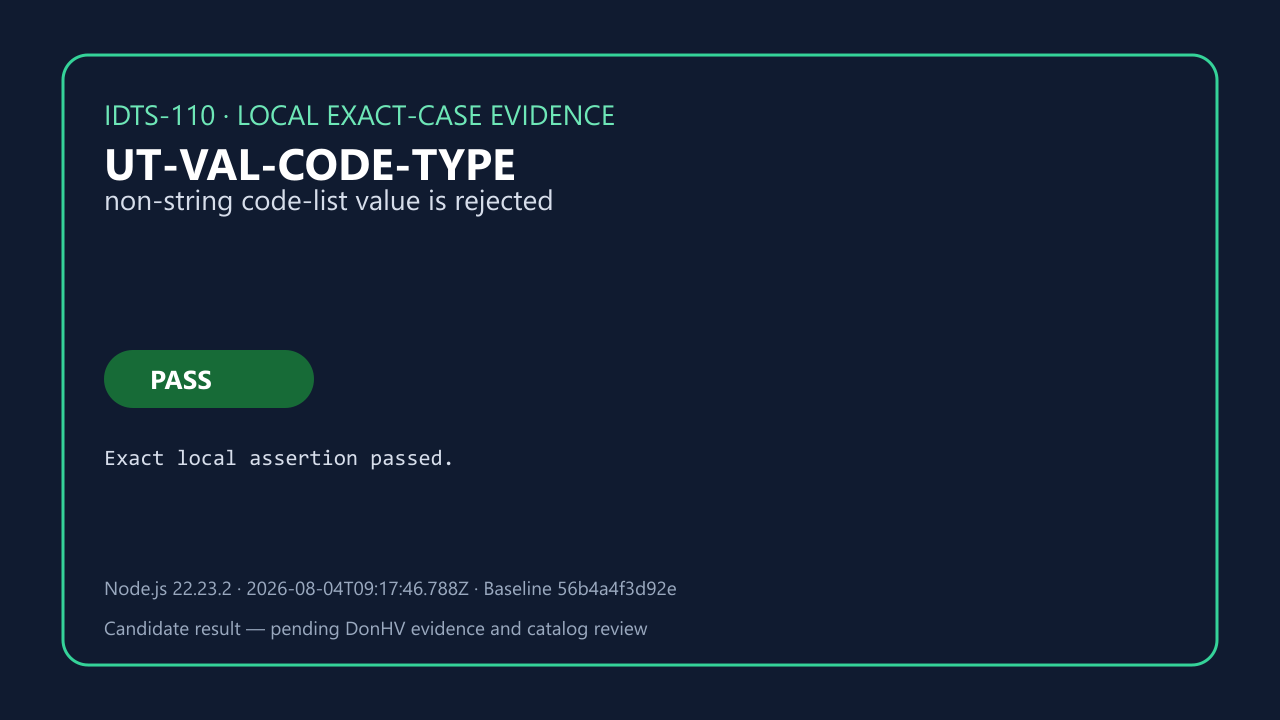 IDTS-110 · LOCAL EXACT-CASE EVIDENCE
UT-VAL-CODE-TYPE
non-string code-list value is rejected
PASS
Exact local assertion passed.
Node.js 22.23.2 · 2026-08-04T09:17:46.788Z · Baseline 56b4a4f3d92e
Candidate result — pending DonHV evidence and catalog review